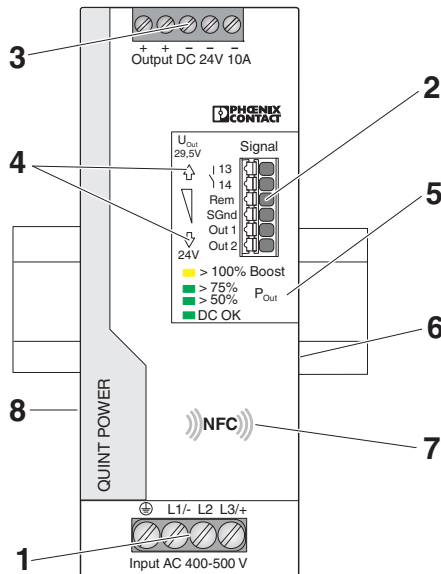 + + – – –
Output DC 24V 10A
3
PHŒNIX
CONTACT
2
UOut
29,5V
Signal
4
13
14
Rem
SGnd
Out 1
Out 2
24V
5
> 100% Boost
> 75%
> 50%
POut
DC OK
6
8
QUINT POWER
NFC
7
L1/- L2 L3/+
1
Input AC 400-500 V